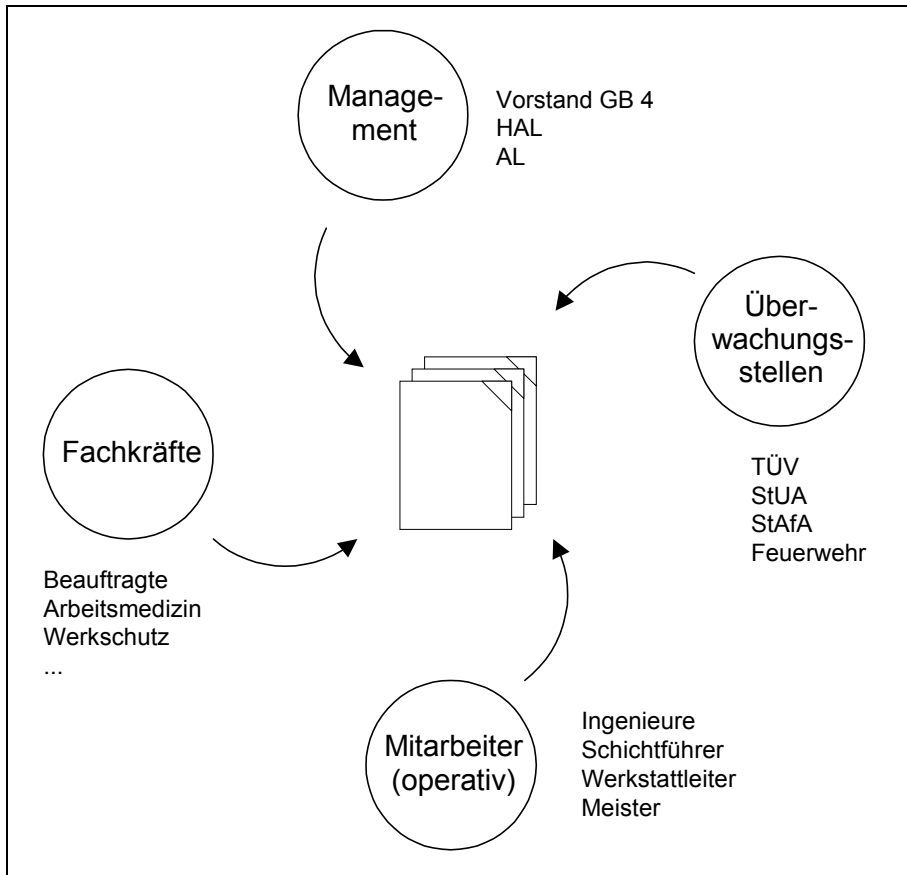 Manage-
ment
Vorstand GB 4
HAL
AL
Über-
wachungs-
stellen
TÜV
StUA
StAfA
Feuerwehr
Fachkräfte
Beauftragte
Arbeitsmedizin
Werkschutz
...
Mitarbeiter
(operativ)
Ingenieure
Schichtführer
Werkstattleiter
Meister